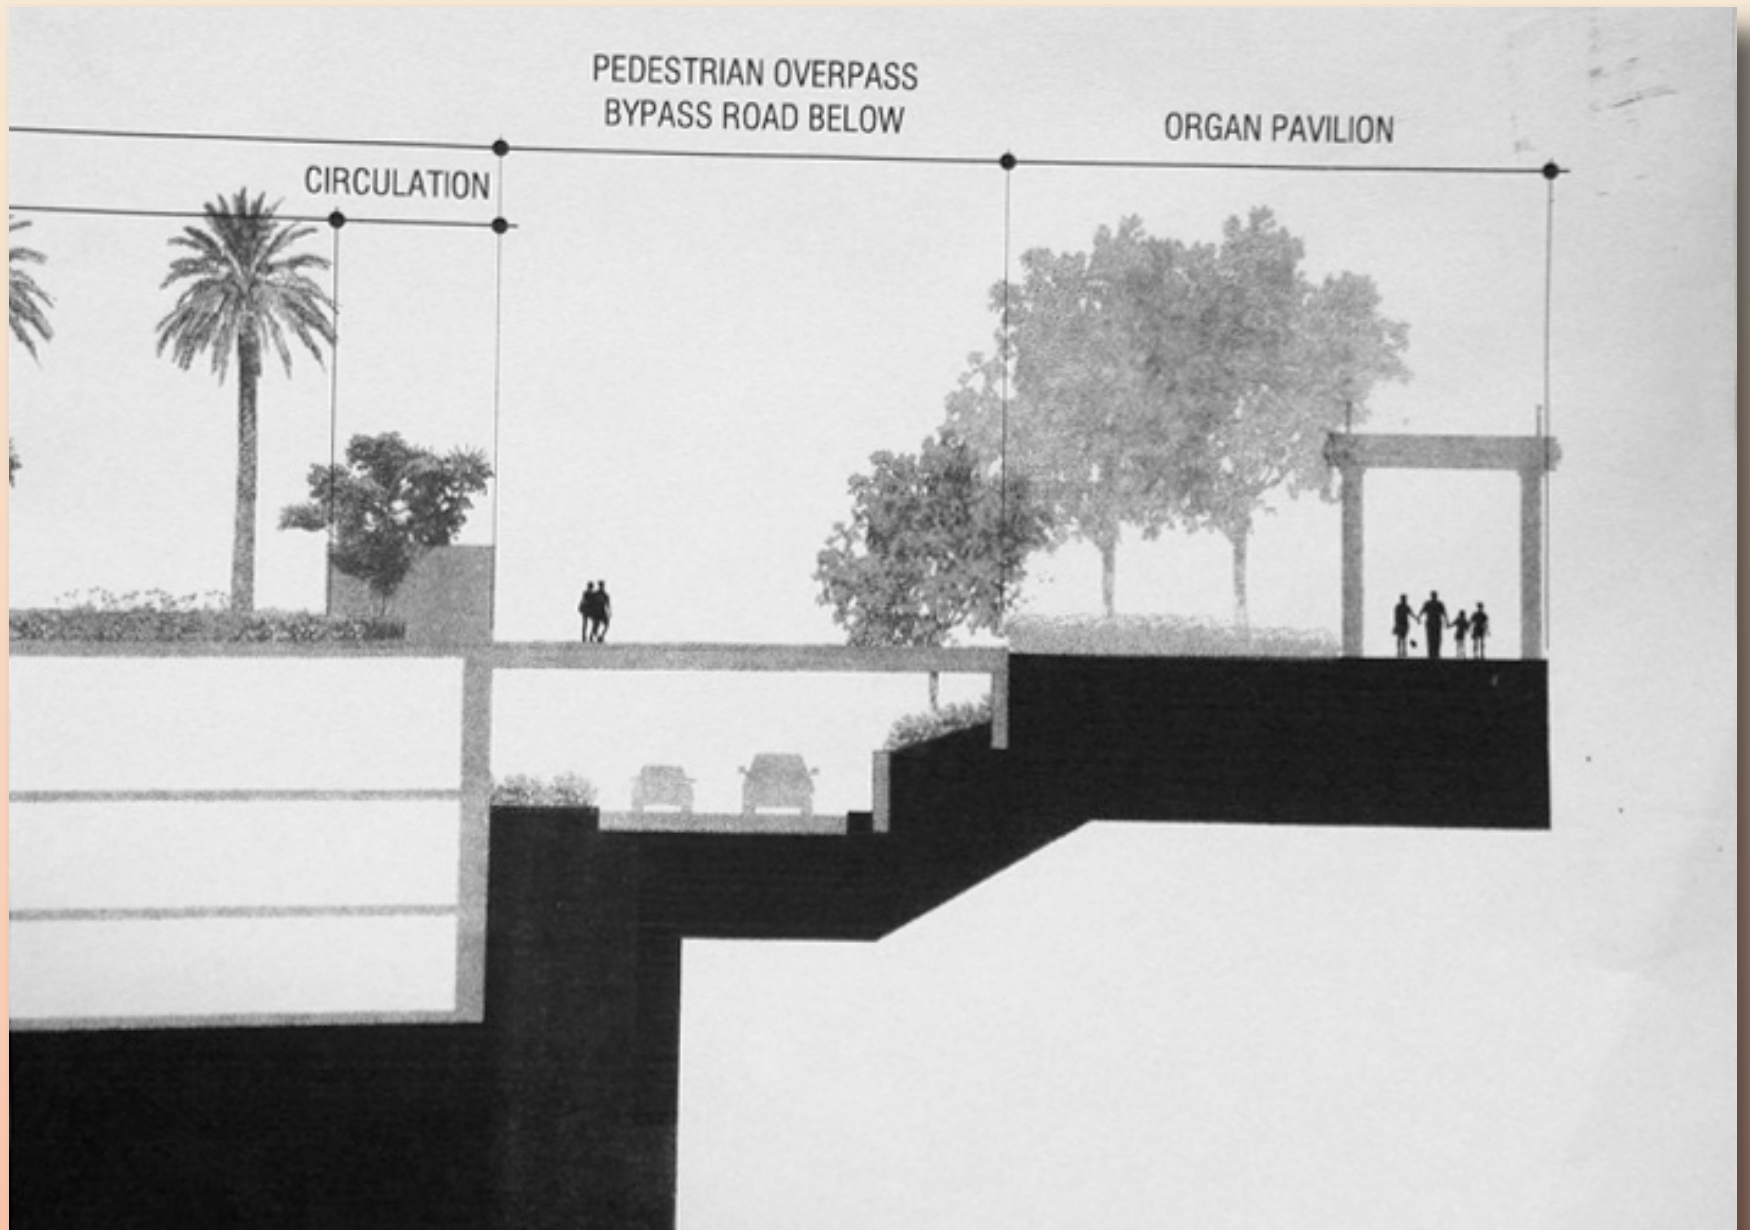 PEDESTRIAN OVERPASS
BYPASS ROAD BELOW
ORGAN PAVILION
CIRCULATION